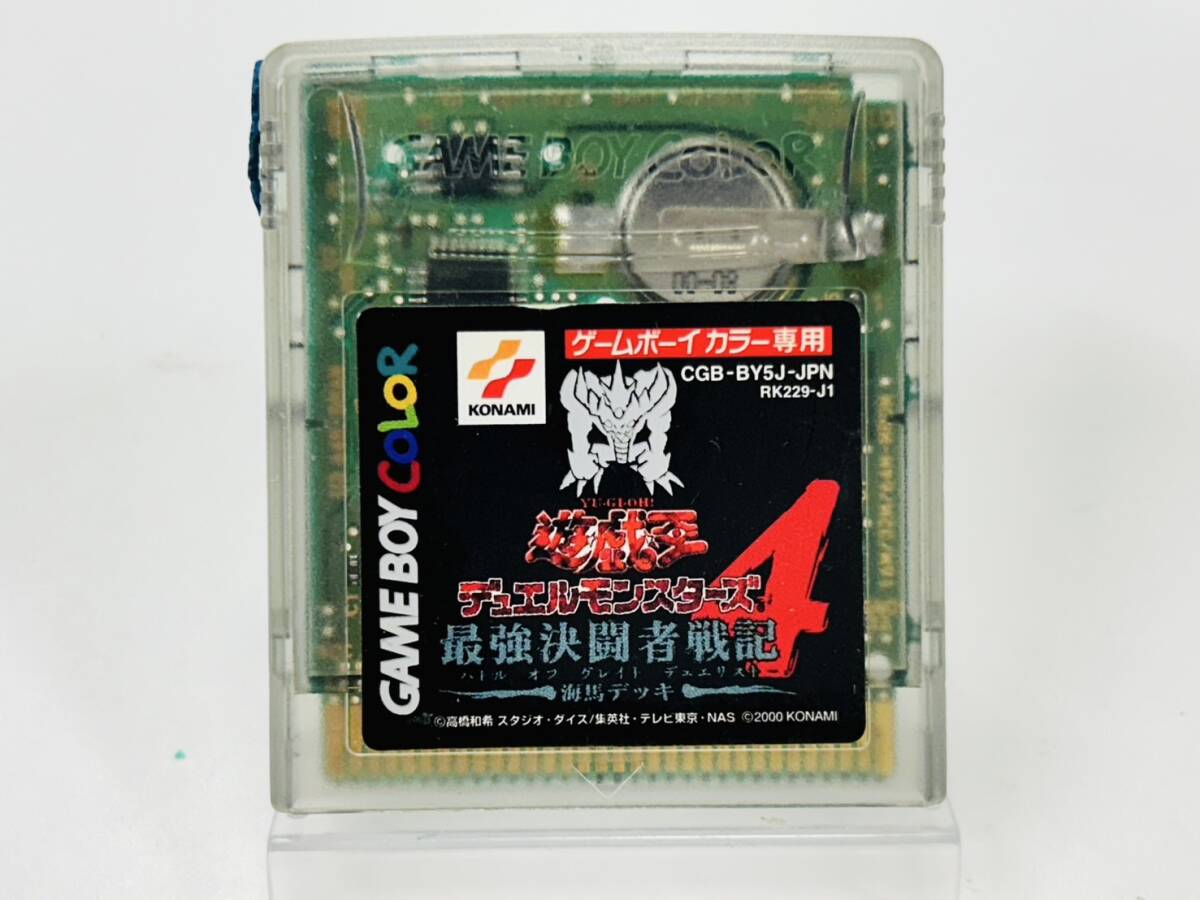 GAME BOY COLOR
ゲームボーイ カラー専用
KONAMI
CGB-BY5J-JPN
RK229-J1
GAME BOY COLOR
YU-GI-OH!
遊戯王
デュエルモンスターズ
4
最強決闘者戦記
バトル オブ グレイト デュエリスト
海馬デッキ
©高橋和希 スタジオ・ダイス/集英社・テレビ東京・NAS ©2000 KONAMI